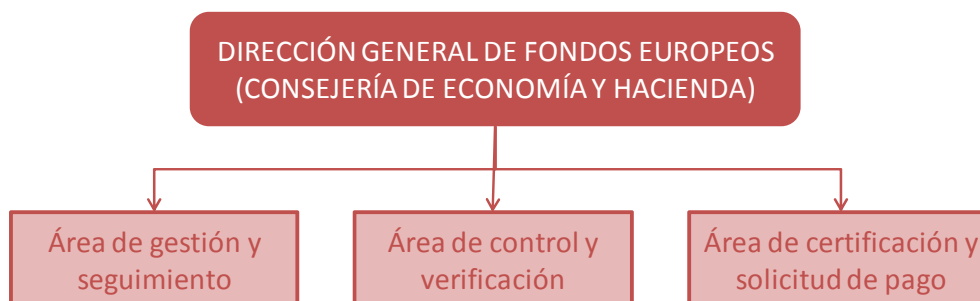 DIRECCIÓN GENERAL DE FONDOS EUROPEOS
(CONSEJERÍA DE ECONOMÍA Y HACIENDA)
Área de gestión y
seguimiento
Área de control y
verificación
Área de certificación y
solicitud de pago